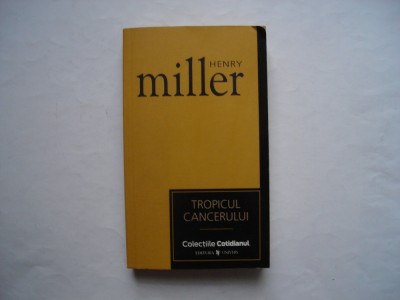 HENRY
miller
TROPICUL
CANCERULUI
Colecțiile Cotidianul